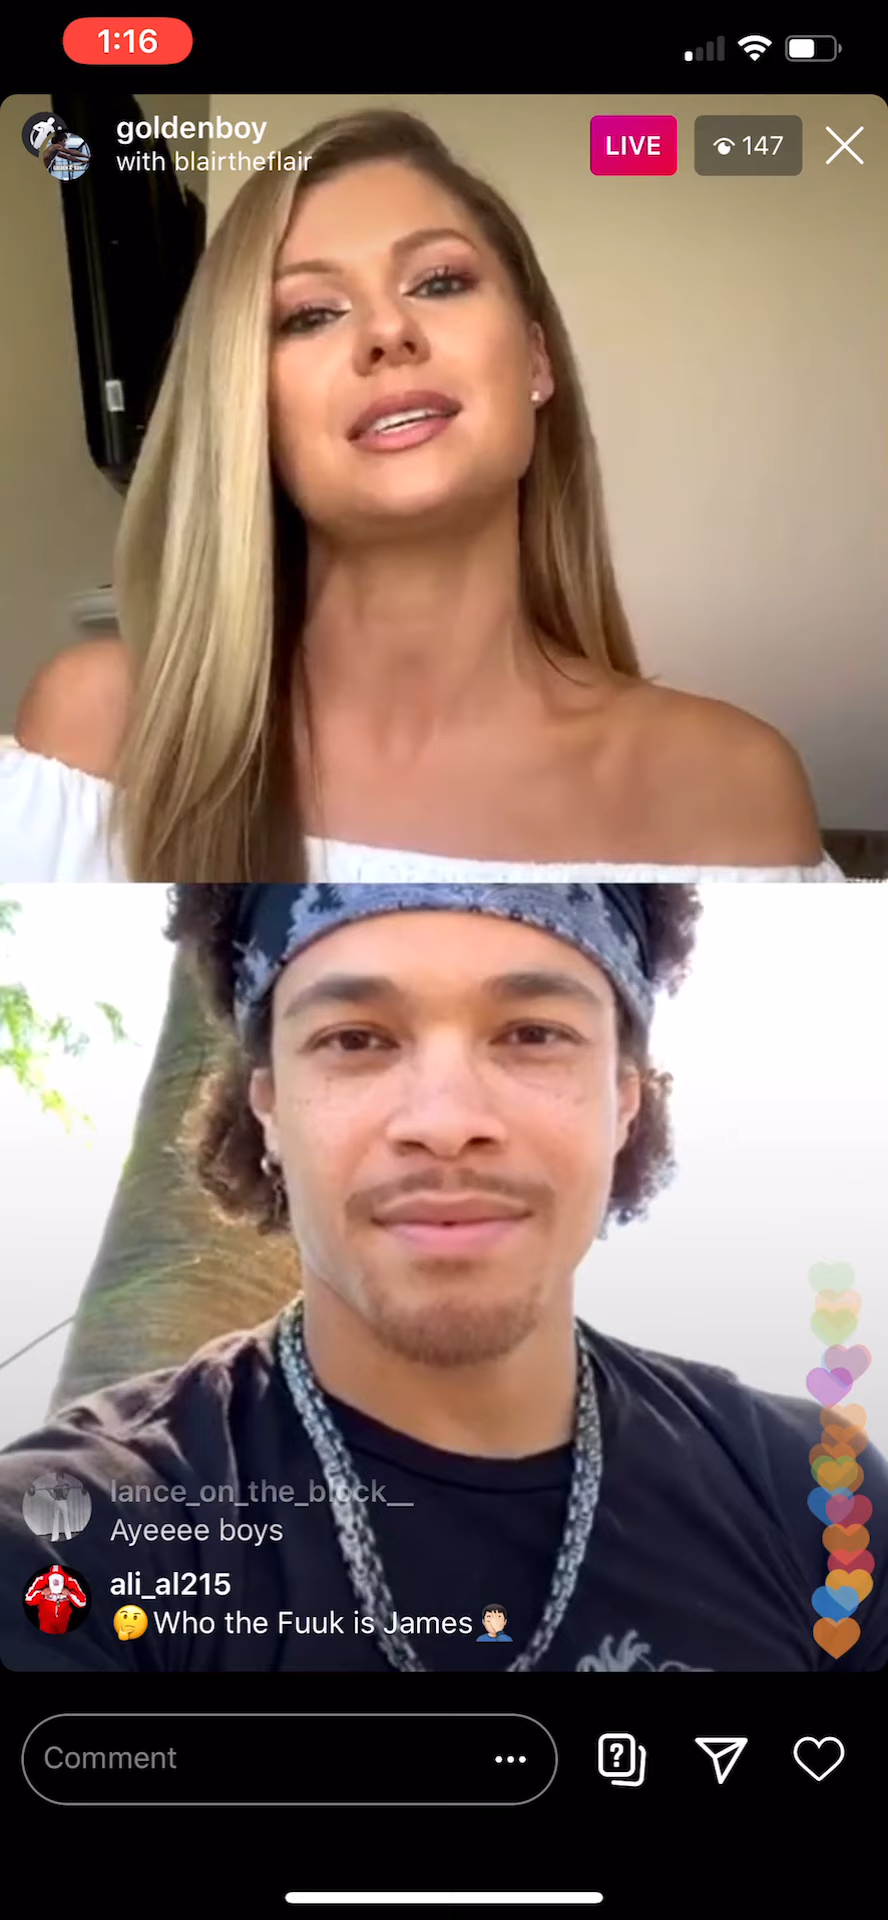 1:16
goldenboy
with blairtheflair
LIVE
147
lance_on_the_block__
Ayeeee boys
ali_al215
🤔Who the Fuuk is James🤦🏻‍♂️
Comment